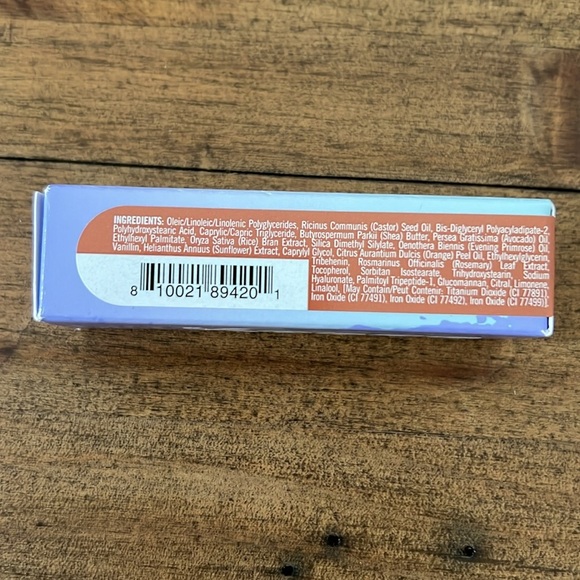 INGREDIENTS: Oleic/Linoleic/Linolenic Polyglycerides, Ricinus Communis (Castor) Seed Oil, Bis-Diglyceryl Polyacyladipate-2,
Polyhydroxystearic Acid, Caprylic/Capric Triglyceride, Butyrospermum Parkii (Shea) Butter, Persea Gratissima (Avocado) Oil,
Ethylhexyl Palmitate, Oryza Sativa (Rice) Bran Extract, Silica Dimethyl Silylate, Oenothera Biennis (Evening Primrose) Oil,
Vanillin, Helianthus Annuus (Sunflower) Extract, Caprylyl Glycol, Citrus Aurantium Dulcis (Orange) Peel Oil, Ethylhexylglycerin,
Tribehenin, Rosmarinus Officinalis (Rosemary) Leaf Extract,
Tocopherol, Sorbitan Isostearate, Trihydroxystearin, Sodium
Hyaluronate, Palmitoyl Tripeptide-1, Glucomannan, Citral, Limonene,
Linalool, [May Contain/Peut Contenir: Titanium Dioxide (CI 77891),
Iron Oxide (CI 77491), Iron Oxide (CI 77492), Iron Oxide (CI 77499)].
8 10021 89420 1